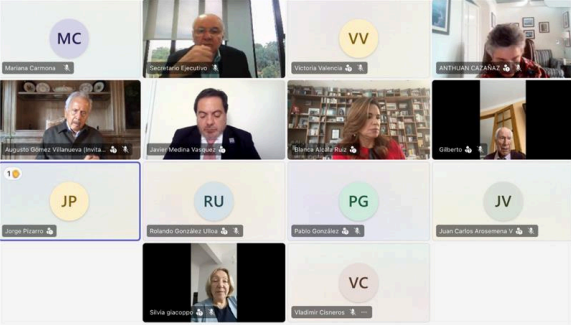 MC
Mariana Carmona
Secretario Ejecutivo
VV
Victoria Valencia
ANTHUAN CAZAÑAZ
Augusto Gómez Villanueva (Invita...
Javier Medina Vasquez
Blanca Alcalá Ruiz
Gilberto
1
JP
Jorge Pizarro
RU
Rolando González Ulloa
PG
Pablo González
JV
Juan Carlos Arosemena V
Silvia giacoppo
VC
Vladimir Cisneros